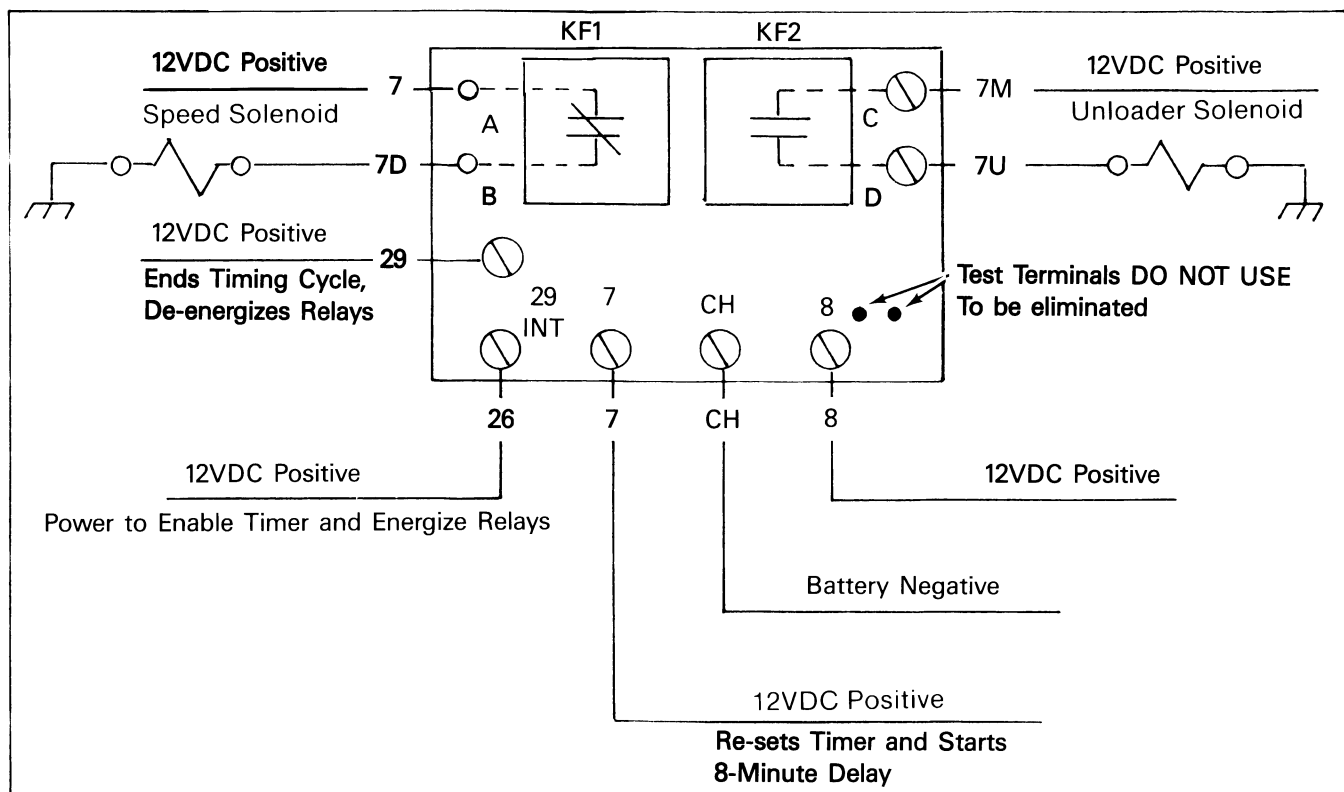 KF1 KF2
12VDC Positive
7
Speed Solenoid
A
7D
B
12VDC Positive
29
Ends Timing Cycle,
De-energizes Relays
C
7M
12VDC Positive
Unloader Solenoid
D
7U
Test Terminals DO NOT USE
To be eliminated
29
INT
7
CH
8
26
7
CH
8
12VDC Positive
Power to Enable Timer and Energize Relays
12VDC Positive
Battery Negative
12VDC Positive
Re-sets Timer and Starts
8-Minute Delay